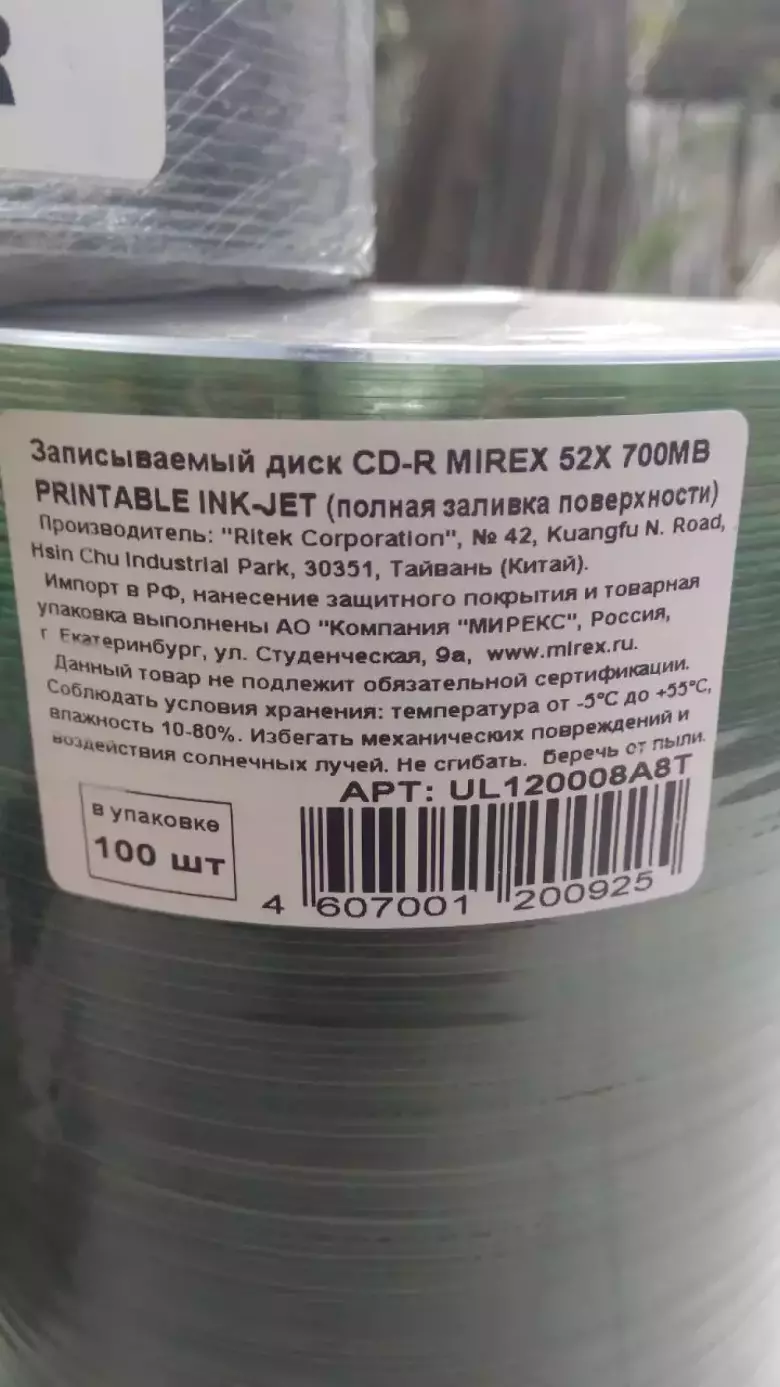 R
Записываемый диск CD-R MIREX 52X 700MB
PRINTABLE INK-JET (полная заливка поверхности)
Производитель: "Ritek Corporation", № 42, Kuangfu N. Road,
Hsin Chu Industrial Park, 30351, Тайвань (Китай).
Импорт в РФ, нанесение защитного покрытия и товарная
упаковка выполнены АО "Компания "МИРЕКС", Россия,
г Екатеринбург, ул. Студенческая, 9а, www.mirex.ru.
Данный товар не подлежит обязательной сертификации.
Соблюдать условия хранения: температура от -5°C до +55°C,
влажность 10-80%. Избегать механических повреждений и
воздействия солнечных лучей. Не сгибать. Беречь от пыли.
АРТ: UL120008A8T
в упаковке
100 шт
4 607001 200925